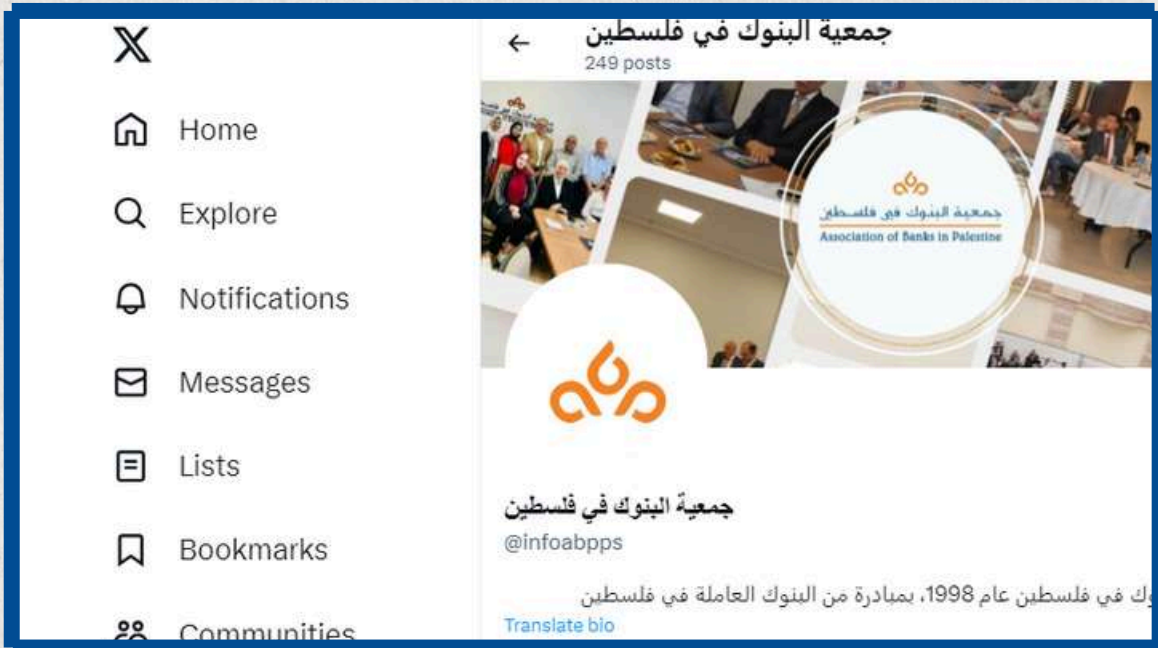 جمعية البنوك في فلسطين
249 posts
Home
Explore
Notifications
Messages
Lists
Bookmarks
Communities
جمعية البنوك في فلسطين
Association of Banks in Palestine
جمعية البنوك في فلسطين
@infoabpps
في فلسطين عام 1998، بمبادرة من البنوك العاملة في فلسطين
Translate bio